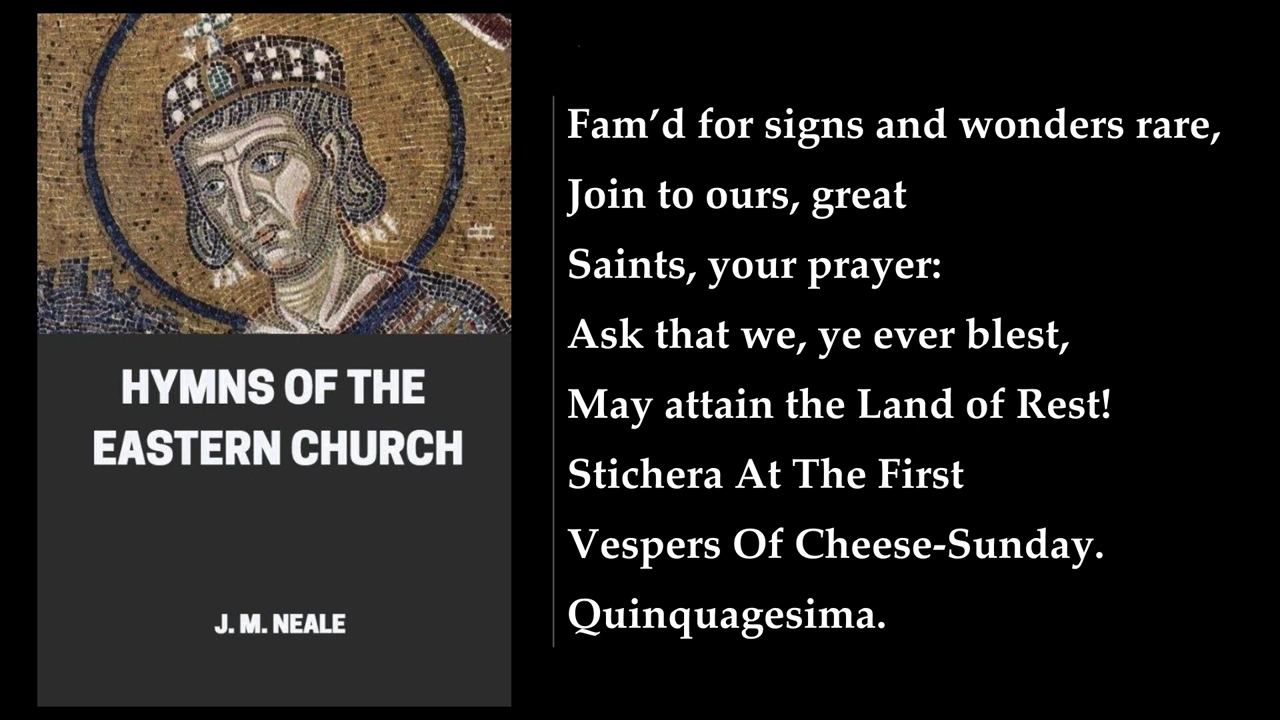 HYMNS OF THE
EASTERN CHURCH
J. M. NEALE
Fam’d for signs and wonders rare,
Join to ours, great
Saints, your prayer:
Ask that we, ye ever blest,
May attain the Land of Rest!
Stichera At The First
Vespers Of Cheese-Sunday.
Quinquagesima.